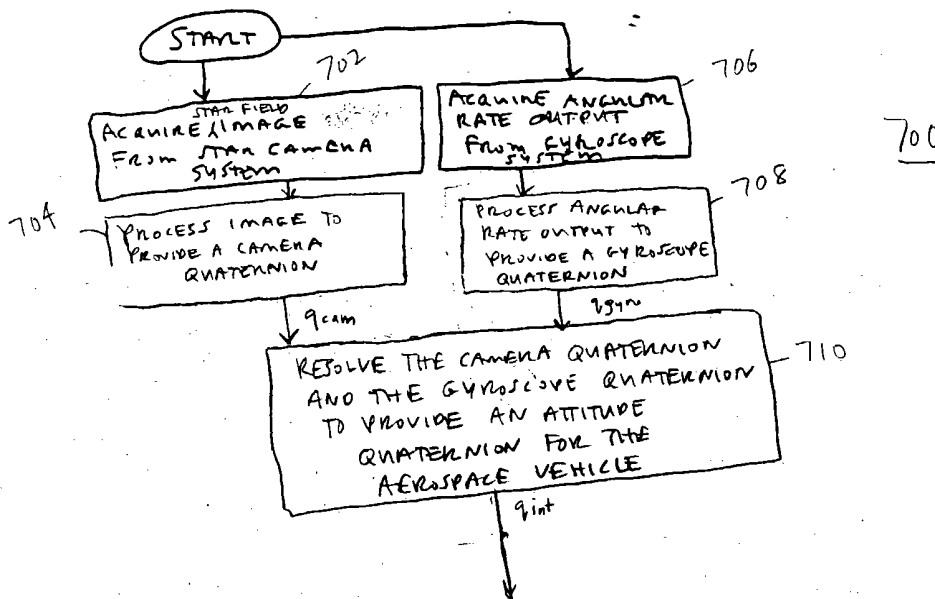 START
702
706
STAR FIELD
ACQUIRE IMAGE
FROM STAR CAMERA
SYSTEM
ACQUIRE ANGULAR
RATE OUTPUT
FROM GYROSCOPE
SYSTEM
700
704
PROCESS IMAGE TO
PROVIDE A CAMERA
QUATERNION
708
PROCESS ANGULAR
RATE OUTPUT TO
PROVIDE A GYROSCOPE
QUATERNION
qcam
qgyro
RESOLVE THE CAMERA QUATERNION
AND THE GYROSCOPE QUATERNION
TO PROVIDE AN ATTITUDE
QUATERNION FOR THE
AEROSPACE VEHICLE
710
qint